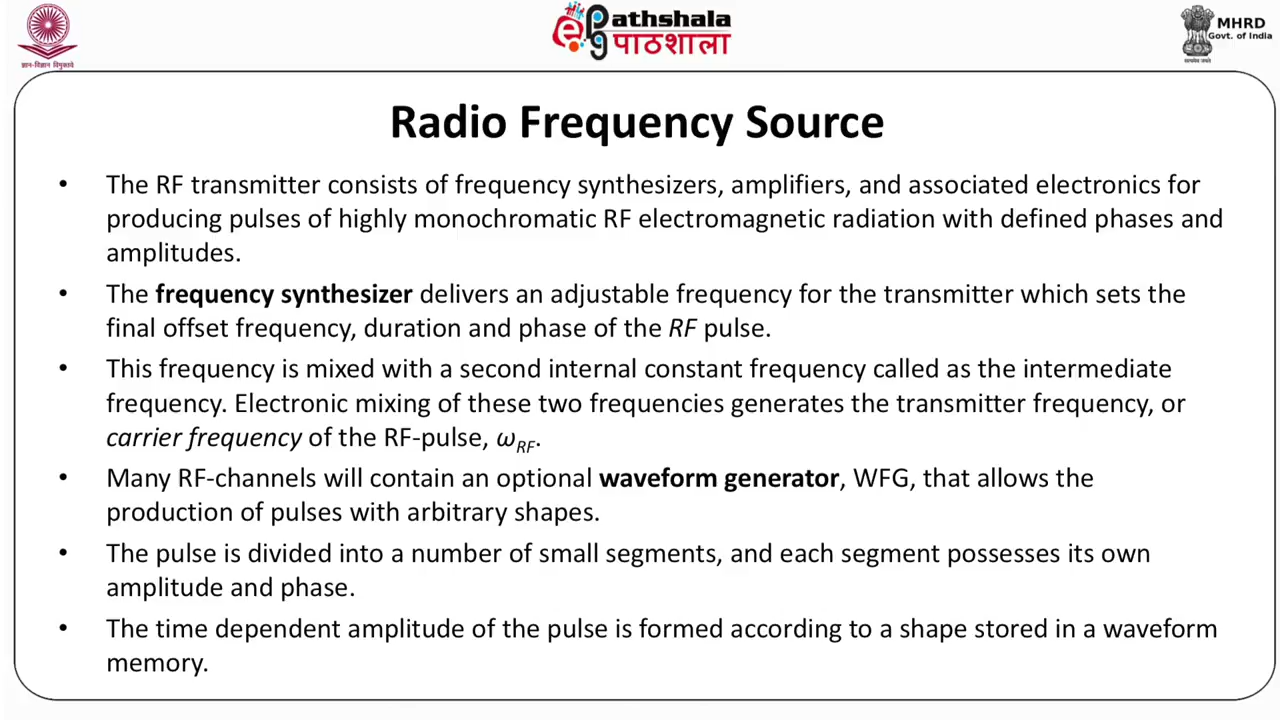 ePathshala
पाठशाला
MHRD
Govt. of India
ज्ञान-विज्ञान विमुक्तये
सत्यमेव जयते
Radio Frequency Source
• The RF transmitter consists of frequency synthesizers, amplifiers, and associated electronics for
producing pulses of highly monochromatic RF electromagnetic radiation with defined phases and
amplitudes.
• The frequency synthesizer delivers an adjustable frequency for the transmitter which sets the
final offset frequency, duration and phase of the RF pulse.
• This frequency is mixed with a second internal constant frequency called as the intermediate
frequency. Electronic mixing of these two frequencies generates the transmitter frequency, or
carrier frequency of the RF-pulse, ωRF.
• Many RF-channels will contain an optional waveform generator, WFG, that allows the
production of pulses with arbitrary shapes.
• The pulse is divided into a number of small segments, and each segment possesses its own
amplitude and phase.
• The time dependent amplitude of the pulse is formed according to a shape stored in a waveform
memory.